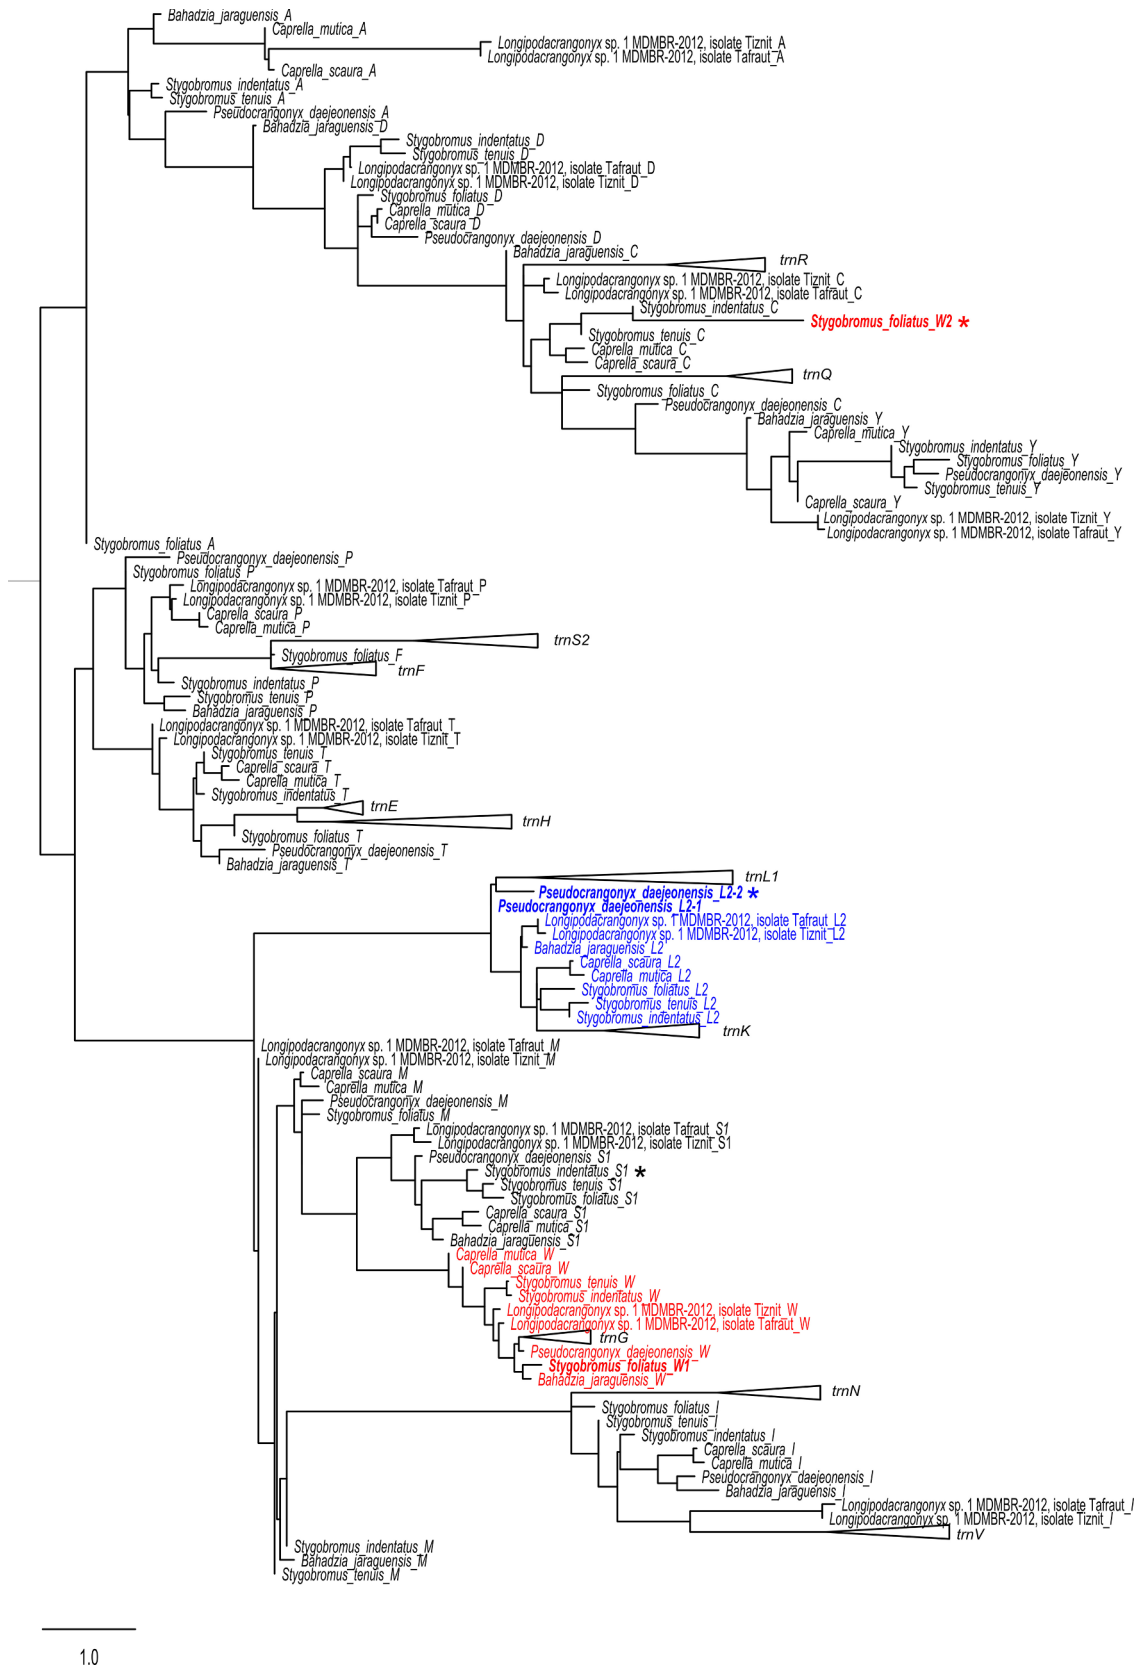 Bahadzia_jaraguensis_A
Caprella_mutica_A
Longipodacrangonyx sp. 1 MDMBR-2012, isolate Tiznit_A
Longipodacrangonyx sp. 1 MDMBR-2012, isolate Tafraut_A
Caprella_scaura_A
Stygobromus_indentatus_A
Stygobromus_tenuis_A
Pseudocrangonyx_daejeonensis_A
Bahadzia_jaraguensis_D
Stygobromus_indentatus_D
Stygobromus_tenuis_D
Longipodacrangonyx sp. 1 MDMBR-2012, isolate Tafraut_D
Longipodacrangonyx sp. 1 MDMBR-2012, isolate Tiznit_D
Stygobromus_foliatus_D
Caprella_mutica_D
Caprella_scaura_D
Pseudocrangonyx_daejeonensis_D
Bahadzia_jaraguensis_C
trnR
Longipodacrangonyx sp. 1 MDMBR-2012, isolate Tiznit_C
Longipodacrangonyx sp. 1 MDMBR-2012, isolate Tafraut_C
Stygobromus_indentatus_C
Stygobromus_foliatus_W2 *
Stygobromus_tenuis_C
Caprella_mutica_C
Caprella_scaura_C
trnQ
Stygobromus_foliatus_C
Pseudocrangonyx_daejeonensis_C
Bahadzia_jaraguensis_Y
Caprella_mutica_Y
Stygobromus_indentatus_Y
Stygobromus_foliatus_Y
Pseudocrangonyx_daejeonensis_Y
Stygobromus_tenuis_Y
Caprella_scaura_Y
Longipodacrangonyx sp. 1 MDMBR-2012, isolate Tiznit_Y
Longipodacrangonyx sp. 1 MDMBR-2012, isolate Tafraut_Y
Stygobromus_foliatus_A
Pseudocrangonyx_daejeonensis_P
Stygobromus_foliatus_P
Longipodacrangonyx sp. 1 MDMBR-2012, isolate Tafraut_P
Longipodacrangonyx sp. 1 MDMBR-2012, isolate Tiznit_P
Caprella_scaura_P
Caprella_mutica_P
trnS2
Stygobromus_foliatus_F
trnF
Stygobromus_indentatus_P
Stygobromus_tenuis_P
Bahadzia_jaraguensis_P
Longipodacrangonyx sp. 1 MDMBR-2012, isolate Tafraut_T
Longipodacrangonyx sp. 1 MDMBR-2012, isolate Tiznit_T
Stygobromus_tenuis_T
Caprella_scaura_T
Caprella_mutica_T
Stygobromus_indentatus_T
trnE
trnH
Stygobromus_foliatus_T
Pseudocrangonyx_daejeonensis_T
Bahadzia_jaraguensis_T
trnL1
Pseudocrangonyx_daejeonensis_L2-2 *
Pseudocrangonyx_daejeonensis_L2-1
Longipodacrangonyx sp. 1 MDMBR-2012, isolate Tafraut_L2
Longipodacrangonyx sp. 1 MDMBR-2012, isolate Tiznit_L2
Bahadzia_jaraguensis_L2
Caprella_scaura_L2
Caprella_mutica_L2
Stygobromus_foliatus_L2
Stygobromus_tenuis_L2
Stygobromus_indentatus_L2
trnK
Longipodacrangonyx sp. 1 MDMBR-2012, isolate Tafraut_M
Longipodacrangonyx sp. 1 MDMBR-2012, isolate Tiznit_M
Caprella_scaura_M
Caprella_mutica_M
Pseudocrangonyx_daejeonensis_M
Stygobromus_foliatus_M
Longipodacrangonyx sp. 1 MDMBR-2012, isolate Tafraut_S1
Longipodacrangonyx sp. 1 MDMBR-2012, isolate Tiznit_S1
Pseudocrangonyx_daejeonensis_S1
Stygobromus_indentatus_S1 *
Stygobromus_tenuis_S1
Stygobromus_foliatus_S1
Caprella_scaura_S1
Caprella_mutica_S1
Bahadzia_jaraguensis_S1
Caprella_mutica_W
Caprella_scaura_W
Stygobromus_tenuis_W
Stygobromus_indentatus_W
Longipodacrangonyx sp. 1 MDMBR-2012, isolate Tiznit_W
Longipodacrangonyx sp. 1 MDMBR-2012, isolate Tafraut_W
trnG
Pseudocrangonyx_daejeonensis_W
Stygobromus_foliatus_W1
Bahadzia_jaraguensis_W
trnN
Stygobromus_foliatus_I
Stygobromus_tenuis_I
Stygobromus_indentatus_I
Caprella_scaura_I
Caprella_mutica_I
Pseudocrangonyx_daejeonensis_I
Bahadzia_jaraguensis_I
Longipodacrangonyx sp. 1 MDMBR-2012, isolate Tafraut_I
Longipodacrangonyx sp. 1 MDMBR-2012, isolate Tiznit_I
trnV
Stygobromus_indentatus_M
Bahadzia_jaraguensis_M
Stygobromus_tenuis_M
1.0